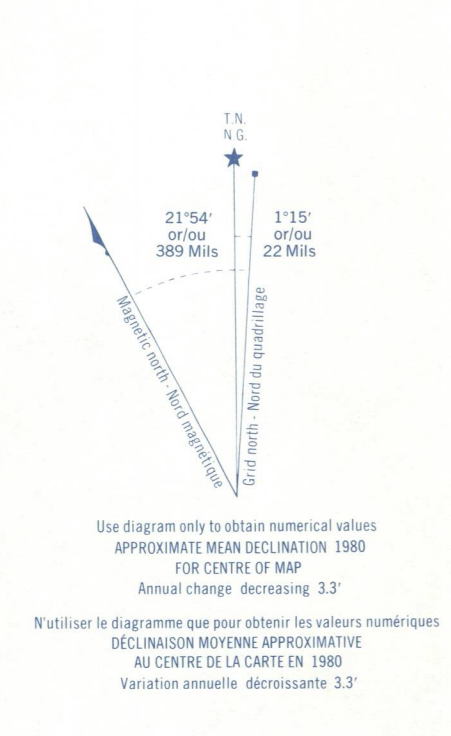 T.N.
N.G.
21°54'
or/ou
389 Mils
1°15'
or/ou
22 Mils
Magnetic north - Nord magnétique
Grid north - Nord du quadrillage
Use diagram only to obtain numerical values
APPROXIMATE MEAN DECLINATION 1980
FOR CENTRE OF MAP
Annual change decreasing 3.3'
N'utiliser le diagramme que pour obtenir les valeurs numériques
DÉCLINAISON MOYENNE APPROXIMATIVE
AU CENTRE DE LA CARTE EN 1980
Variation annuelle décroissante 3.3'